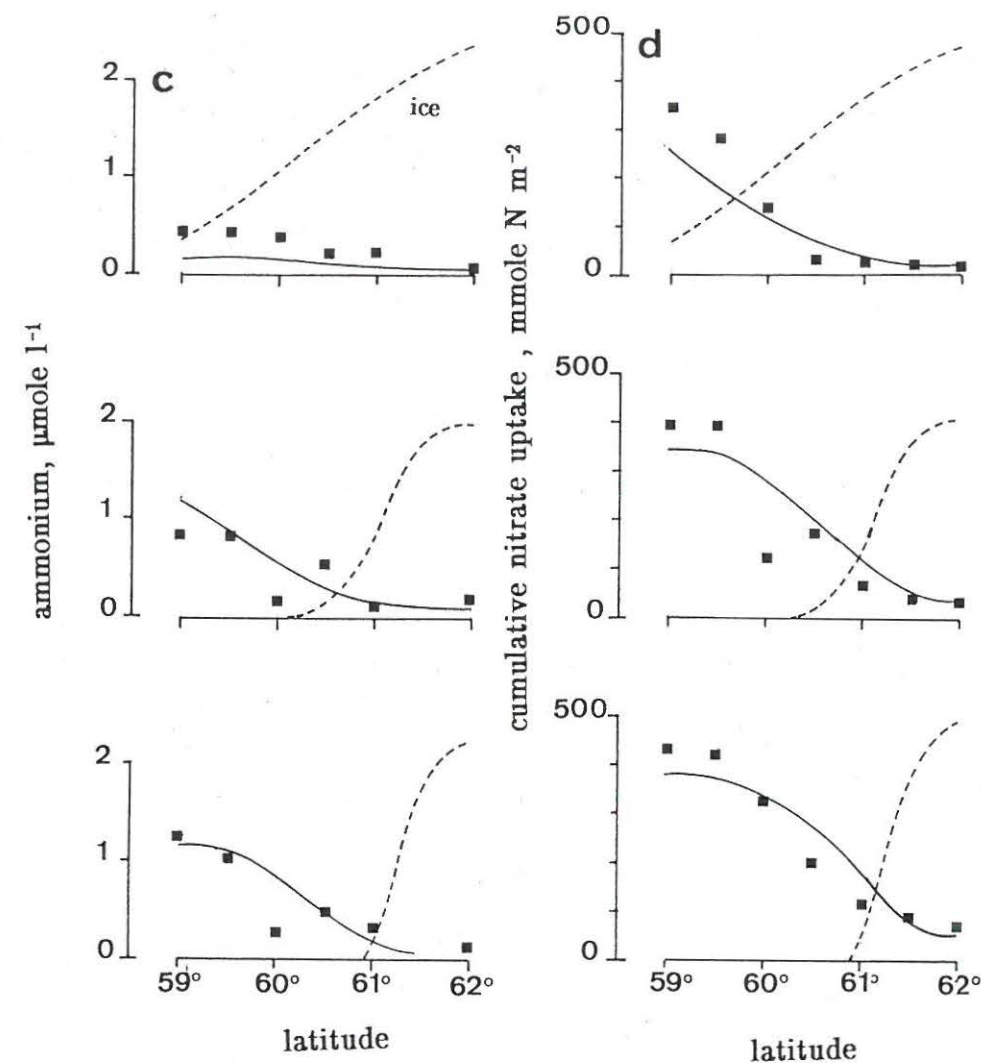 c
2
1
0
ice
2
1
0
2
1
0
59° 60° 61° 62°
latitude
ammonium, μmole l⁻¹
d
500
0
500
0
500
0
59° 60° 61° 62°
latitude
cumulative nitrate uptake , mmole N m⁻²